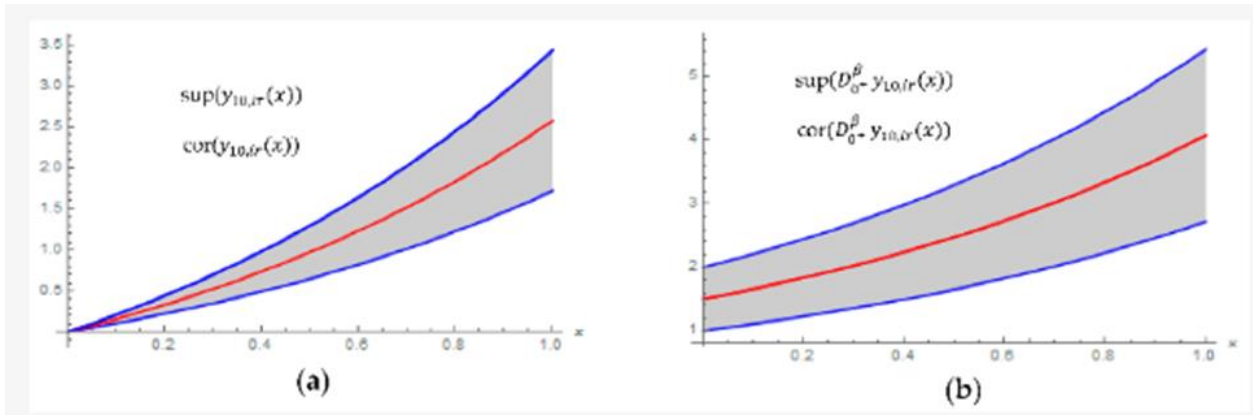 3.5
sup(y₁₀,ᵢᵣ(x))
cor(y₁₀,ᵢᵣ(x))
2.5
2.0
1.5
1.0
0.5
0.2 0.4 0.6 0.8 1.0 x
(a)
5
sup(D₀₊^β y₁₀,ᵢᵣ(x))
cor(D₀₊^β y₁₀,ᵢᵣ(x))
4
3
2
1
0.2 0.4 0.6 0.8 1.0 x
(b)